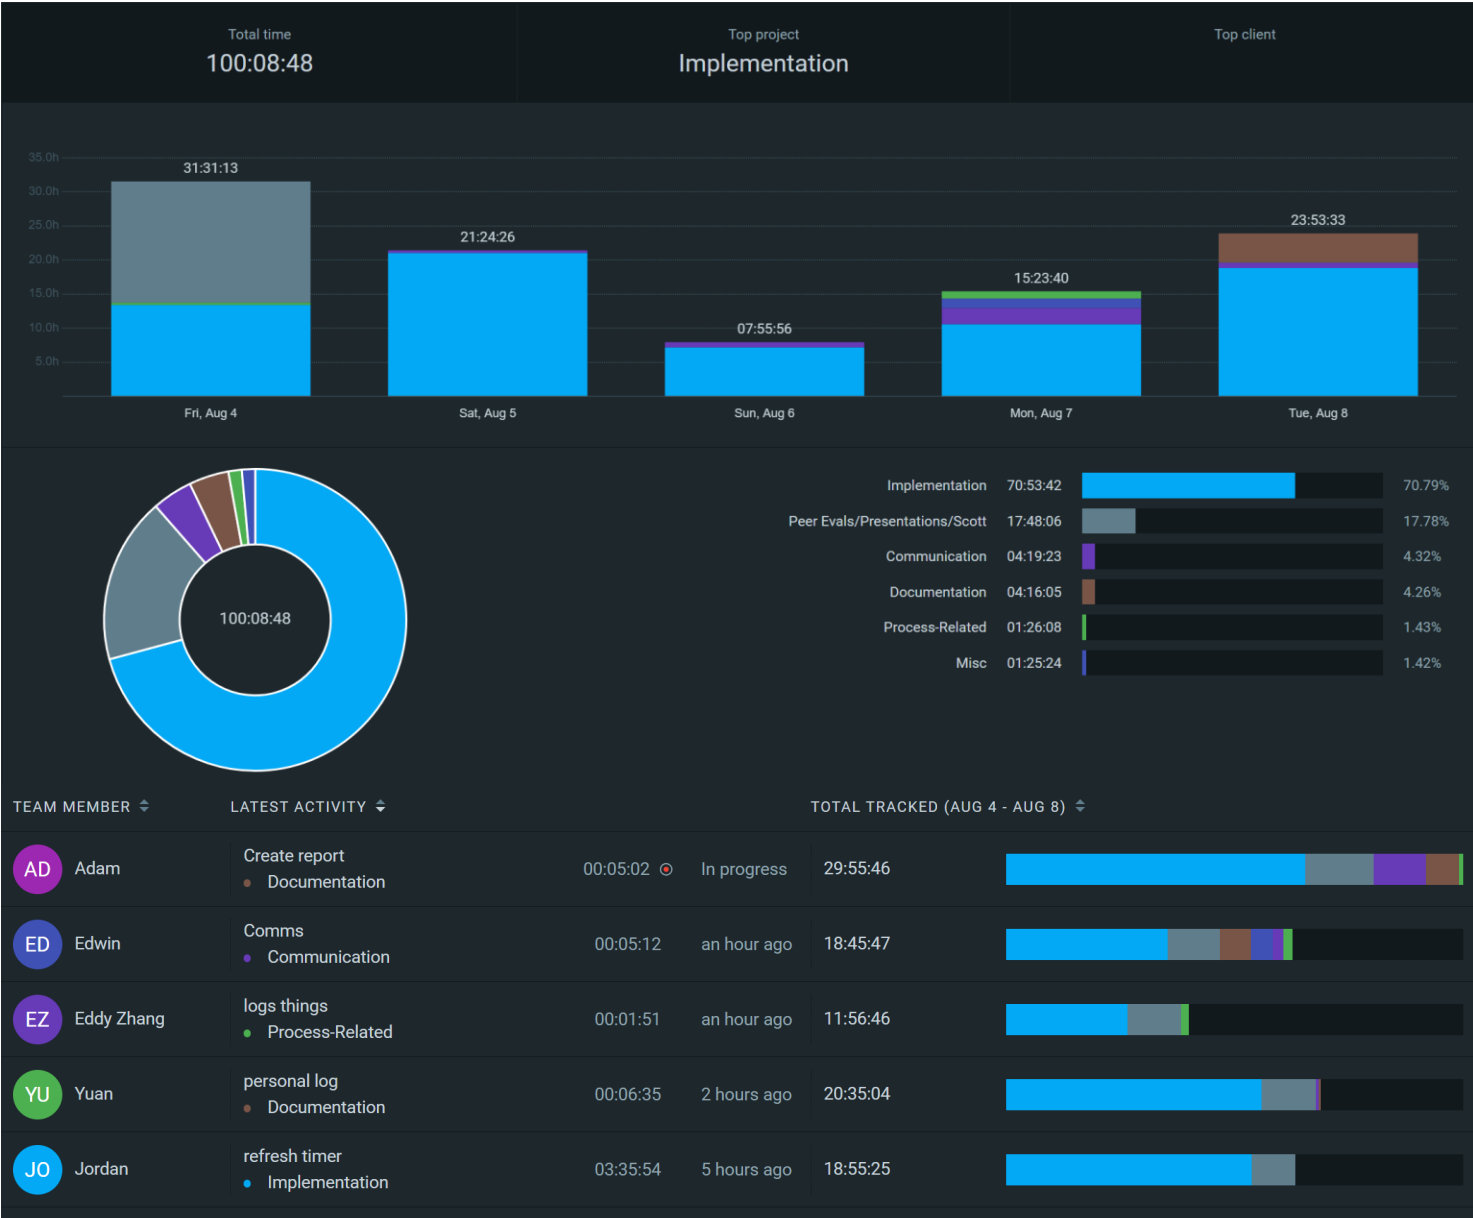 Total time
100:08:48
Top project
Implementation
Top client
35.0h
30.0h
25.0h
20.0h
15.0h
10.0h
5.0h
31:31:13
21:24:26
07:55:56
15:23:40
23:53:33
Fri, Aug 4
Sat, Aug 5
Sun, Aug 6
Mon, Aug 7
Tue, Aug 8
100:08:48
Implementation 70:53:42 70.79%
Peer Evals/Presentations/Scott 17:48:06 17.78%
Communication 04:19:23 4.32%
Documentation 04:16:05 4.26%
Process-Related 01:26:08 1.43%
Misc 01:25:24 1.42%
TEAM MEMBER LATEST ACTIVITY TOTAL TRACKED (AUG 4 - AUG 8)
AD Adam
Create report
Documentation
00:05:02 In progress 29:55:46
ED Edwin
Comms
Communication
00:05:12 an hour ago 18:45:47
EZ Eddy Zhang
logs things
Process-Related
00:01:51 an hour ago 11:56:46
YU Yuan
personal log
Documentation
00:06:35 2 hours ago 20:35:04
JO Jordan
refresh timer
Implementation
03:35:54 5 hours ago 18:55:25